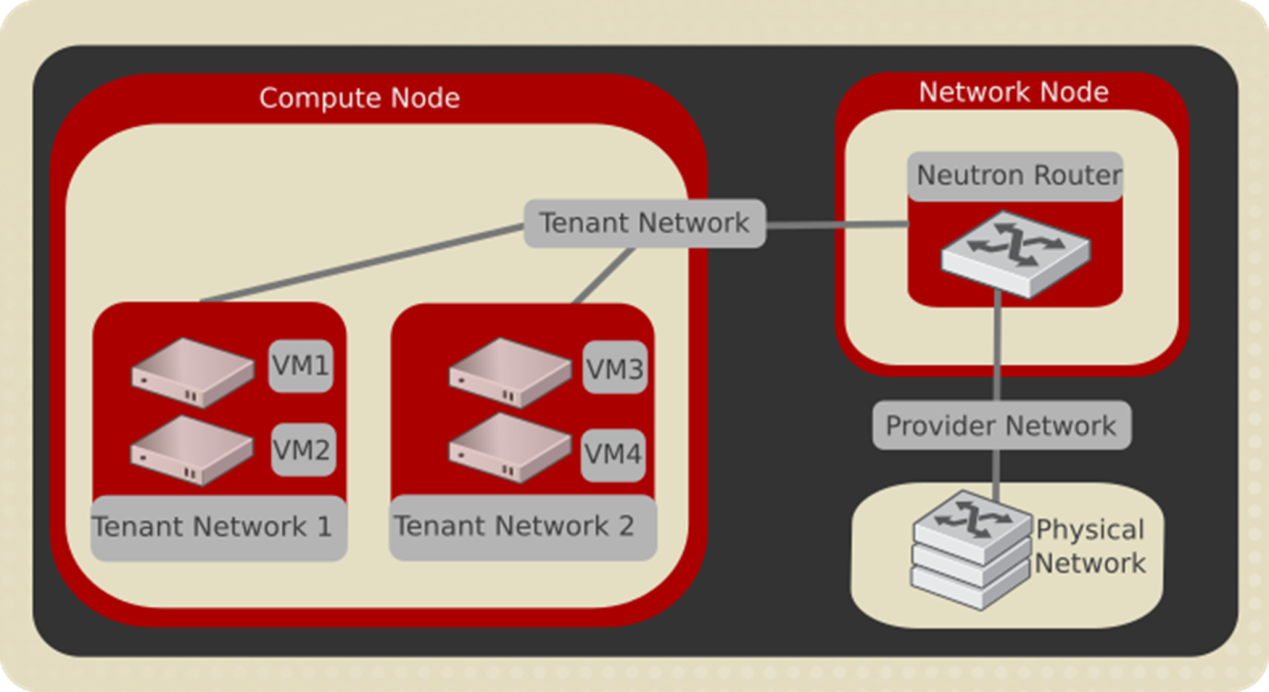 Compute Node
Network Node
Neutron Router
Tenant Network
VM1
VM3
VM2
VM4
Provider Network
Tenant Network 1
Tenant Network 2
Physical
Network